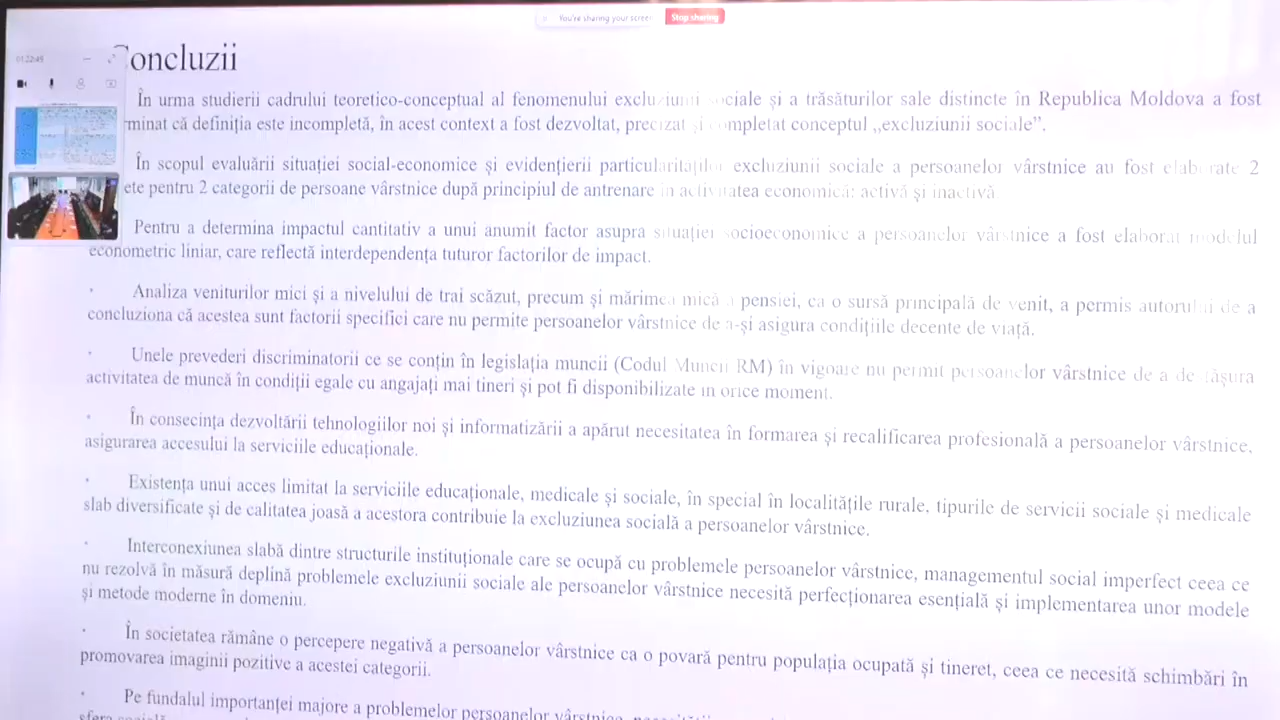 You're sharing your screen
Stop sharing
01:22:45
Concluzii
În urma studierii cadrului teoretico-conceptual al fenomenului excluziunii sociale și a trăsăturilor sale distincte în Republica Moldova a fost
minat că definiția este incompletă, în acest context a fost dezvoltat, precizat și completat conceptul „excluziunii sociale”.
În scopul evaluării situației social-economice și evidențierii particularitaților excluziunii sociale a persoanelor vârstnice au fost elaborate 2
ete pentru 2 categorii de persoane vârstnice după principiul de antrenare în activitatea economică: activă și inactivă
Pentru a determina impactul cantitativ a unui anumit factor asupra situației socioeconomice a persoanelor vârstnice a fost elaborat modelul
econometric liniar, care reflectă interdependența tuturor factorilor de impact.
· Analiza veniturilor mici și a nivelului de trai scăzut, precum și mărimea mică a pensiei, ca o sursă principală de venit, a permis autorului de a
concluziona că acestea sunt factorii specifici care nu permite persoanelor vârstnice de a-și asigura condițiile decente de viață.
· Unele prevederi discriminatorii ce se conțin în legislația muncii (Codul Muncii RM) în vigoare nu permit persoanelor vârstnice de a desfășura
activitatea de muncă în condiții egale cu angajați mai tineri și pot fi disponibilizate în orice moment.
· În consecința dezvoltării tehnologiilor noi și informatizării a apărut necesitatea în formarea și recalificarea profesională a persoanelor vârstnice,
asigurarea accesului la serviciile educaționale.
· Existența unui acces limitat la serviciile educaționale, medicale și sociale, în special în localitățile rurale, tipurile de servicii sociale și medicale
slab diversificate și de calitatea joasă a acestora contribuie la excluziunea socială a persoanelor vârstnice.
· Interconexiunea slabă dintre structurile instituționale care se ocupă cu problemele persoanelor vârstnice, managementul social imperfect ceea ce
nu rezolvă în măsură deplină problemele excluziunii sociale ale persoanelor vârstnice necesită perfecționarea esențială și implementarea unor modele
și metode moderne în domeniu.
· În societatea rămâne o percepere negativă a persoanelor vârstnice ca o povară pentru populația ocupată și tineret, ceea ce necesită schimbări în
promovarea imaginii pozitive a acestei categorii.
· Pe fundalul importanței majore a problemelor persoanelor vârstnice,